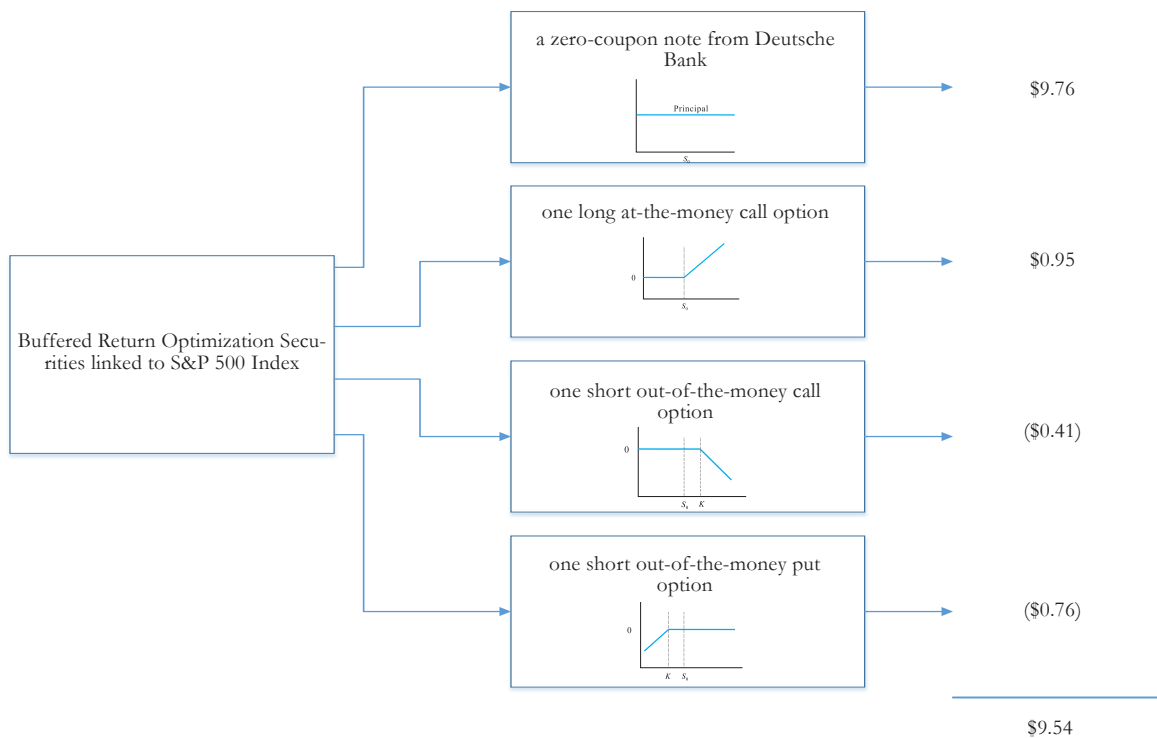 a zero-coupon note from Deutsche
Bank
Principal
S₀
$9.76
one long at-the-money call option
0
S₀
$0.95
Buffered Return Optimization Secu-
rities linked to S&P 500 Index
one short out-of-the-money call
option
0
S₀ K
($0.41)
one short out-of-the-money put
option
0
K S₀
($0.76)
$9.54